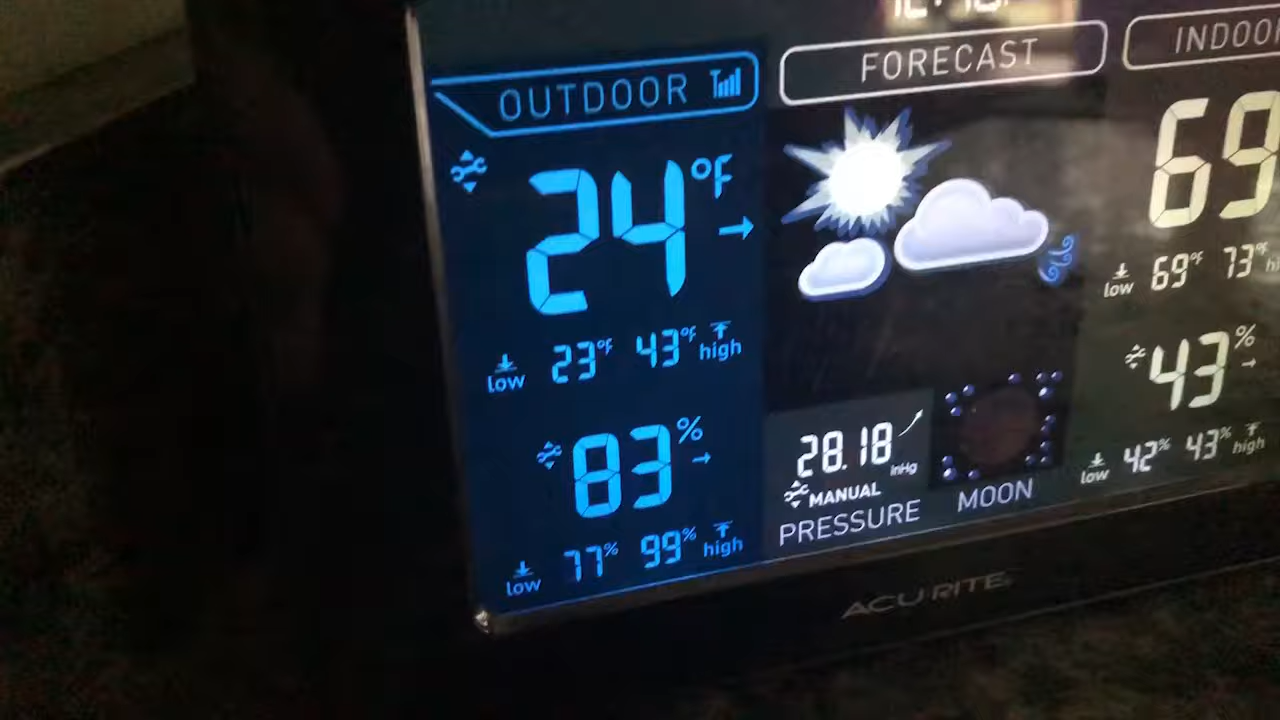 OUTDOOR
24°F
low 23°F 43°F high
83%
low 77% 99% high
FORECAST
28.18 inHg
MANUAL
PRESSURE
MOON
INDOOR
69
low 69°F 73°F hi
43%
low 42% 43% high
ACURITE